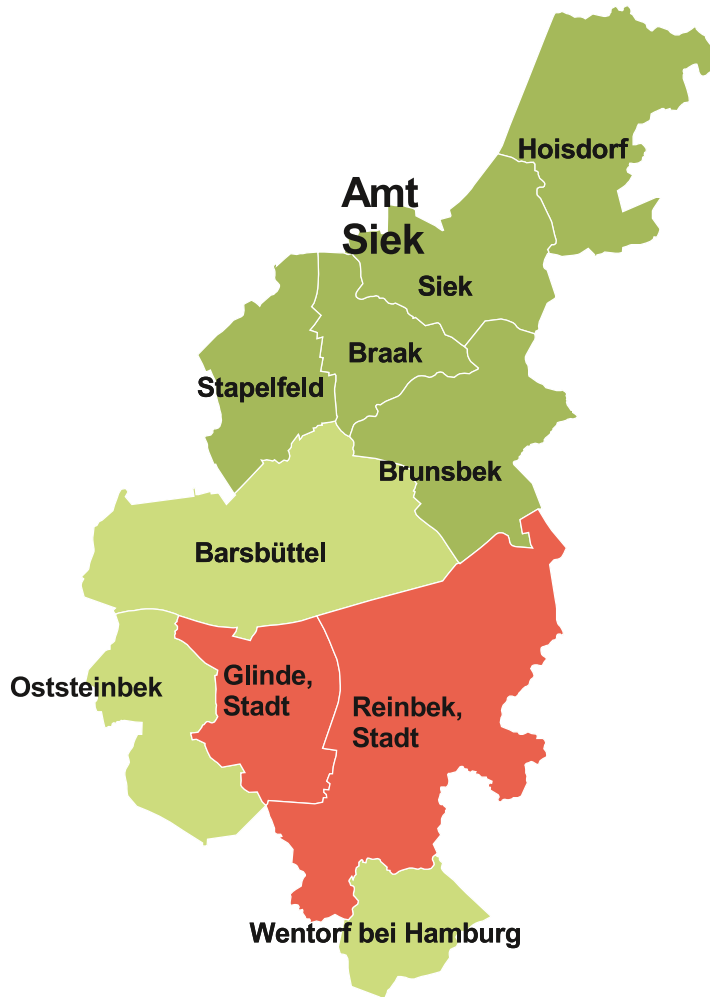 Hoisdorf
Amt
Siek
Siek
Braak
Stapelfeld
Brunsbek
Barsbüttel
Oststeinbek
Glinde,
Stadt
Reinbek,
Stadt
Wentorf bei Hamburg